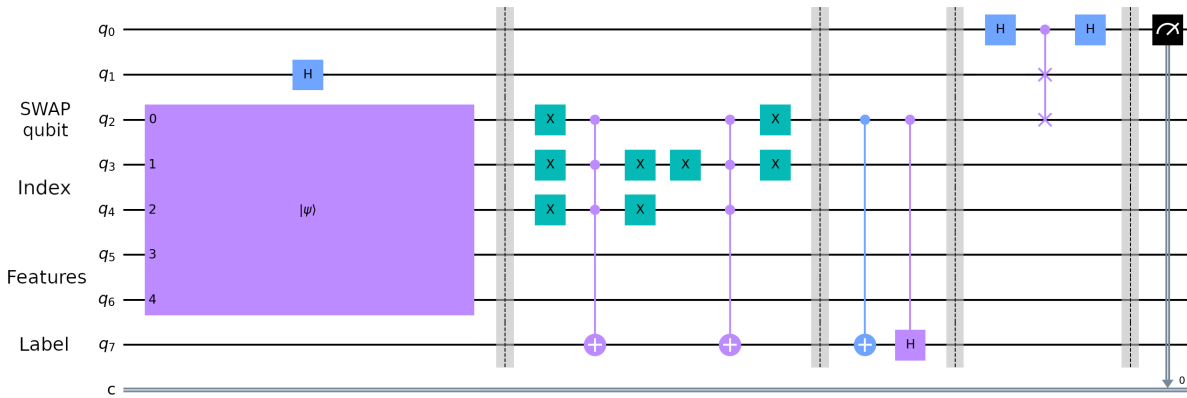 q0 H H
q1 H
SWAP
qubit
q2 0 X X
q3 1 X X X X
Index
q4 2 |ψ⟩ X X
q5 3
Features
q6 4
Label q7 H
c 0